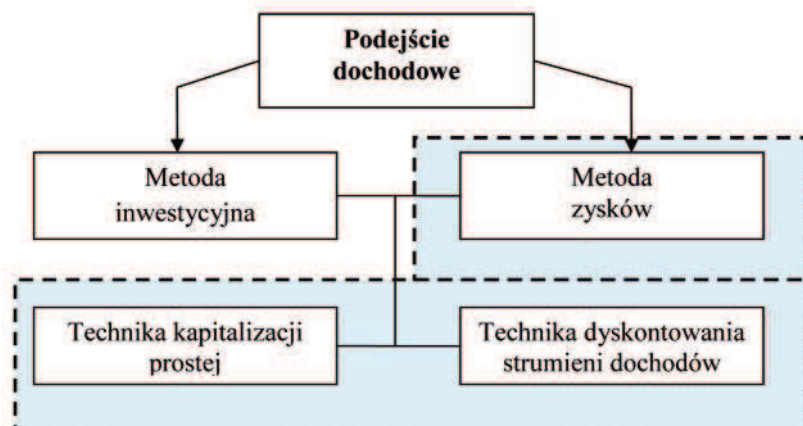 Podejście
dochodowe
Metoda
inwestycyjna
Metoda
zysków
Technika kapitalizacji
prostej
Technika dyskontowania
strumieni dochodów